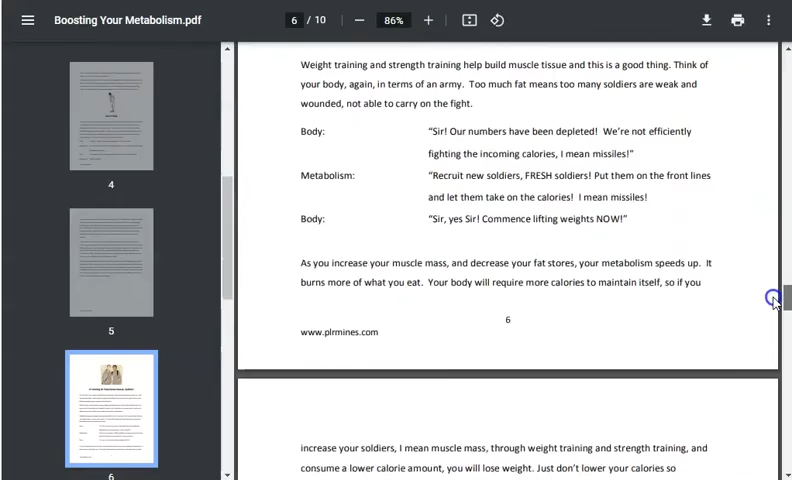 Boosting Your Metabolism.pdf
6 / 10
86%
Weight training and strength training help build muscle tissue and this is a good thing. Think of
your body, again, in terms of an army. Too much fat means too many soldiers are weak and
wounded, not able to carry on the fight.
Body: “Sir! Our numbers have been depleted! We’re not efficiently
fighting the incoming calories, I mean missiles!”
Metabolism: “Recruit new soldiers, FRESH soldiers! Put them on the front lines
and let them take on the calories! I mean missiles!
Body: “Sir, yes Sir! Commence lifting weights NOW!”
As you increase your muscle mass, and decrease your fat stores, your metabolism speeds up. It
burns more of what you eat. Your body will require more calories to maintain itself, so if you
6
www.plrmines.com
increase your soldiers, I mean muscle mass, through weight training and strength training, and
consume a lower calorie amount, you will lose weight. Just don’t lower your calories so
4
5
6